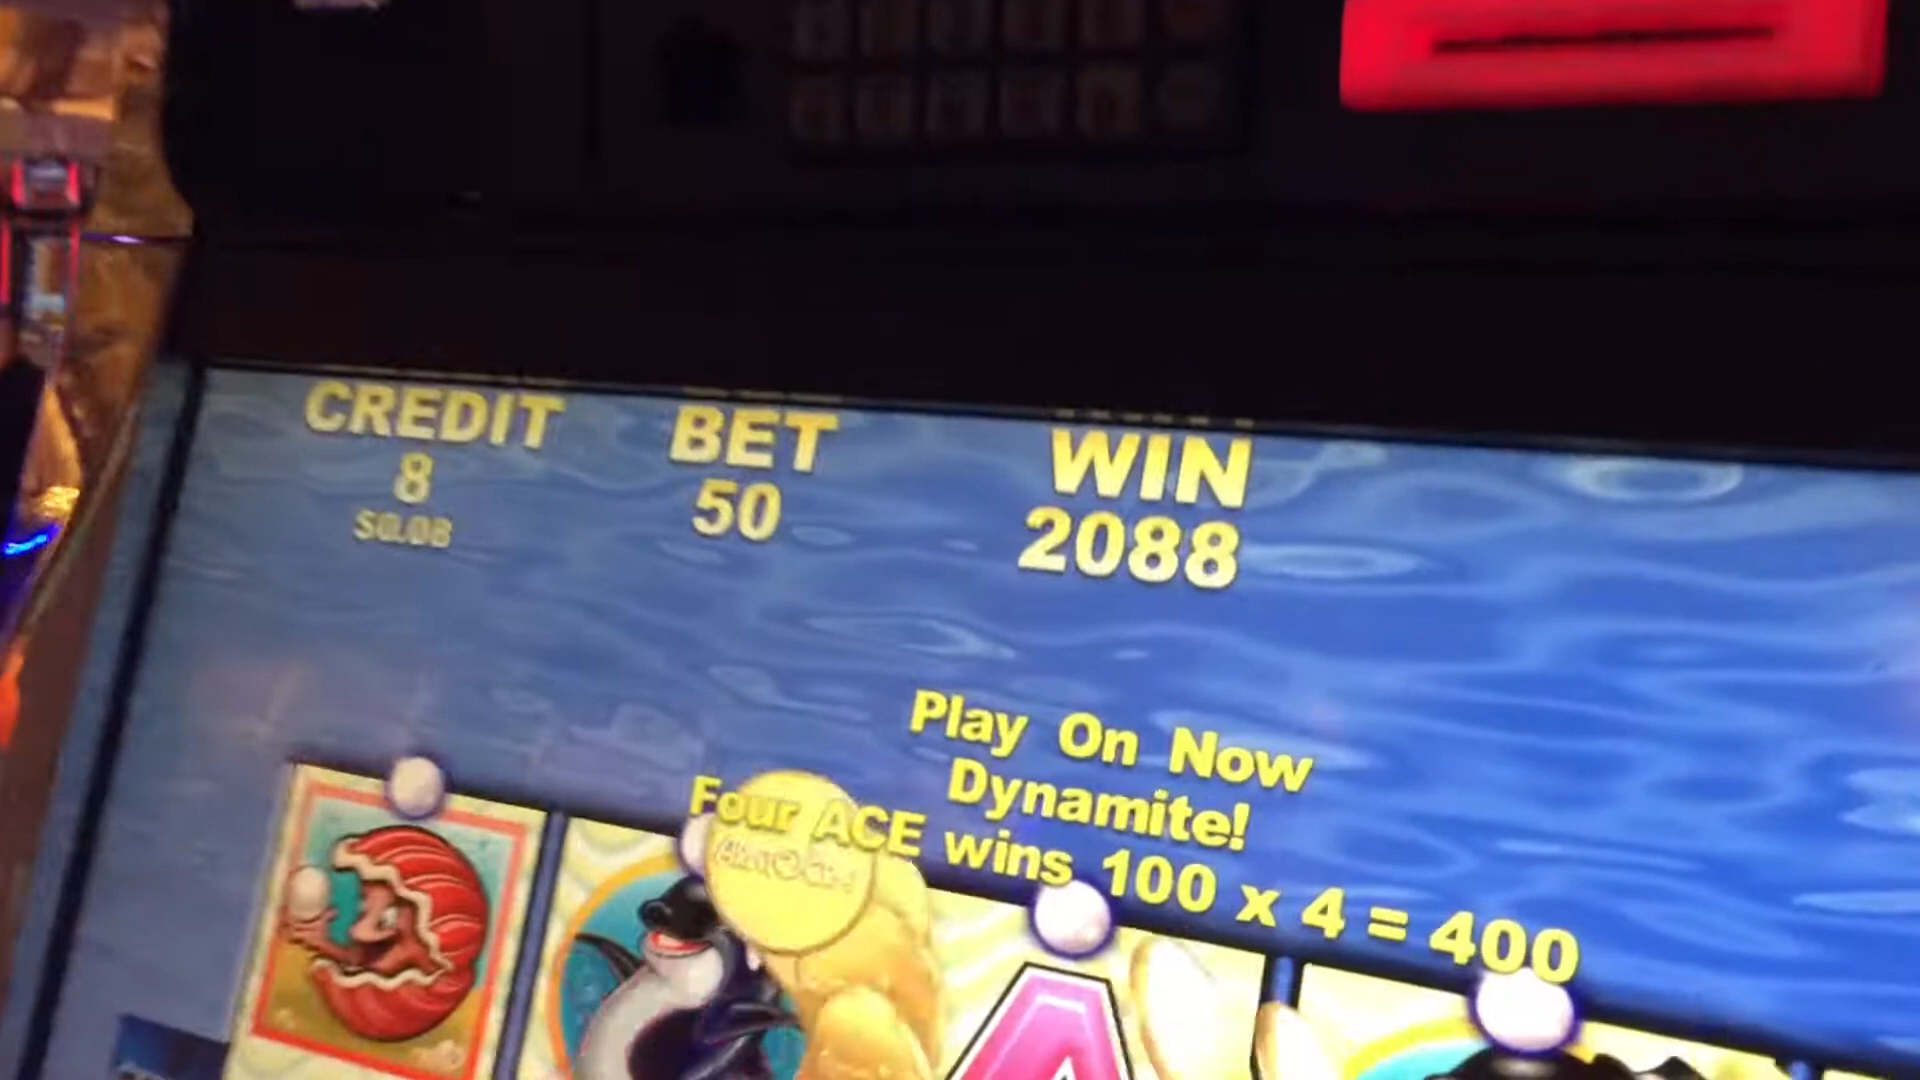 CREDIT BET WIN
8 50 2088
$0.08
Play On Now
Dynamite!
Four ACE wins 100 x 4 = 400
A